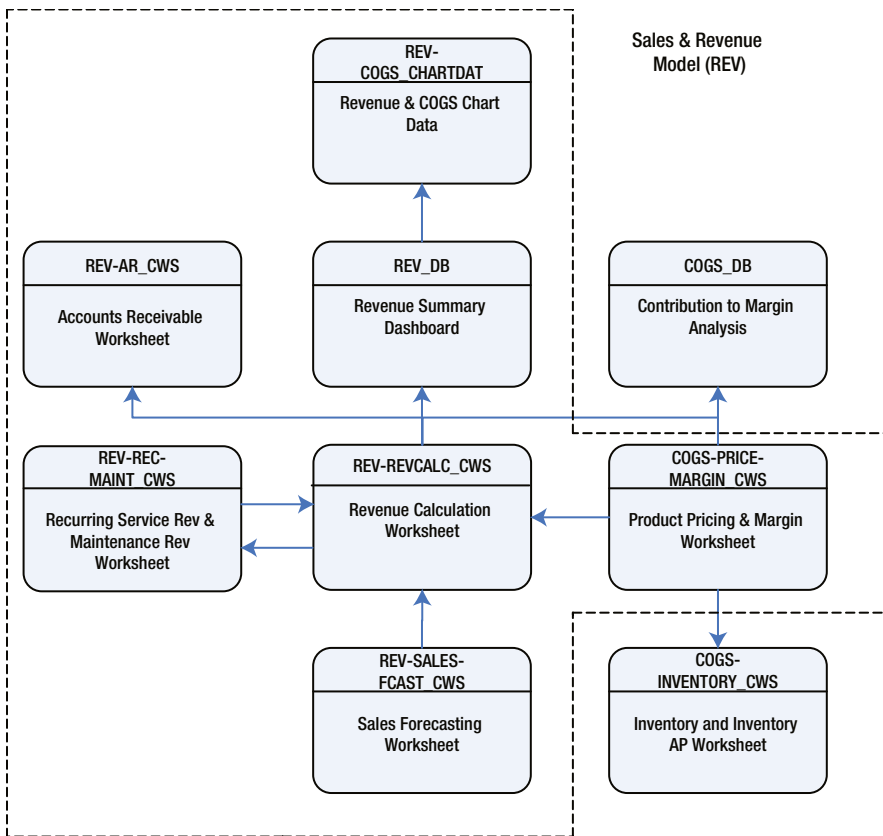 Sales & Revenue
Model (REV)
REV-
COGS_CHARTDAT
Revenue & COGS Chart
Data
REV-AR_CWS
Accounts Receivable
Worksheet
REV_DB
Revenue Summary
Dashboard
COGS_DB
Contribution to Margin
Analysis
REV-REC-
MAINT_CWS
Recurring Service Rev &
Maintenance Rev
Worksheet
REV-REVCALC_CWS
Revenue Calculation
Worksheet
COGS-PRICE-
MARGIN_CWS
Product Pricing & Margin
Worksheet
REV-SALES-
FCAST_CWS
Sales Forecasting
Worksheet
COGS-
INVENTORY_CWS
Inventory and Inventory
AP Worksheet